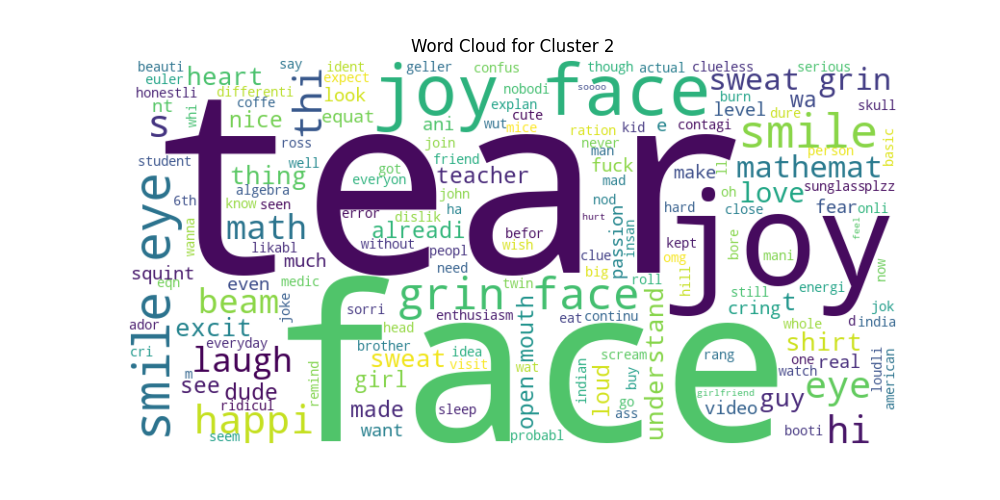 Word Cloud for Cluster 2
beauti
say
ident
geller
confus
though
actual
clueless
serious
euler
heart
thi
expect
joy face
nobodi
soooo
sweat grin
honestli
differenti
look
explan
burn
skull
nt
whi
coffe
equat
cute
level
wa
dure
s
nice
ani
wut
mice
ration
kid
e
contagi
smile
basic
ross
join
never
tear
student
well
thing
got
friend
man
fuck
make
ll
person
mathemat
everyon
teacher
mad
oh
love
sunglassplzz
6th
algebra
john
nod
know
seen
error
dislik
ha
hurt
hard
close
fear
onli
smile eye
wanna
math
alreadi
befor
passion
insan
joy
feel
likabl
without
peopl
wish
clue
kept
omg
bore
mani
now
squint
even
much
need
big
hill
eqn
medic
twin
roll
still
energi
beam
joke
grin face
cring
t
jok
ador
excit
sorri
enthusiasm
open mouth
eat
continu
understand
whole
d
india
cri
everyday
head
face
m
laugh
brother
sweat
idea
visit
scream
rang
shirt
one
real
loudli
see
dude
remind
girl
wat
indian
loud
buy
go
girlfriend
watch
american
ridicul
made
sleep
ass
video
guy
eye
happi
want
seem
probabl
booti
hi